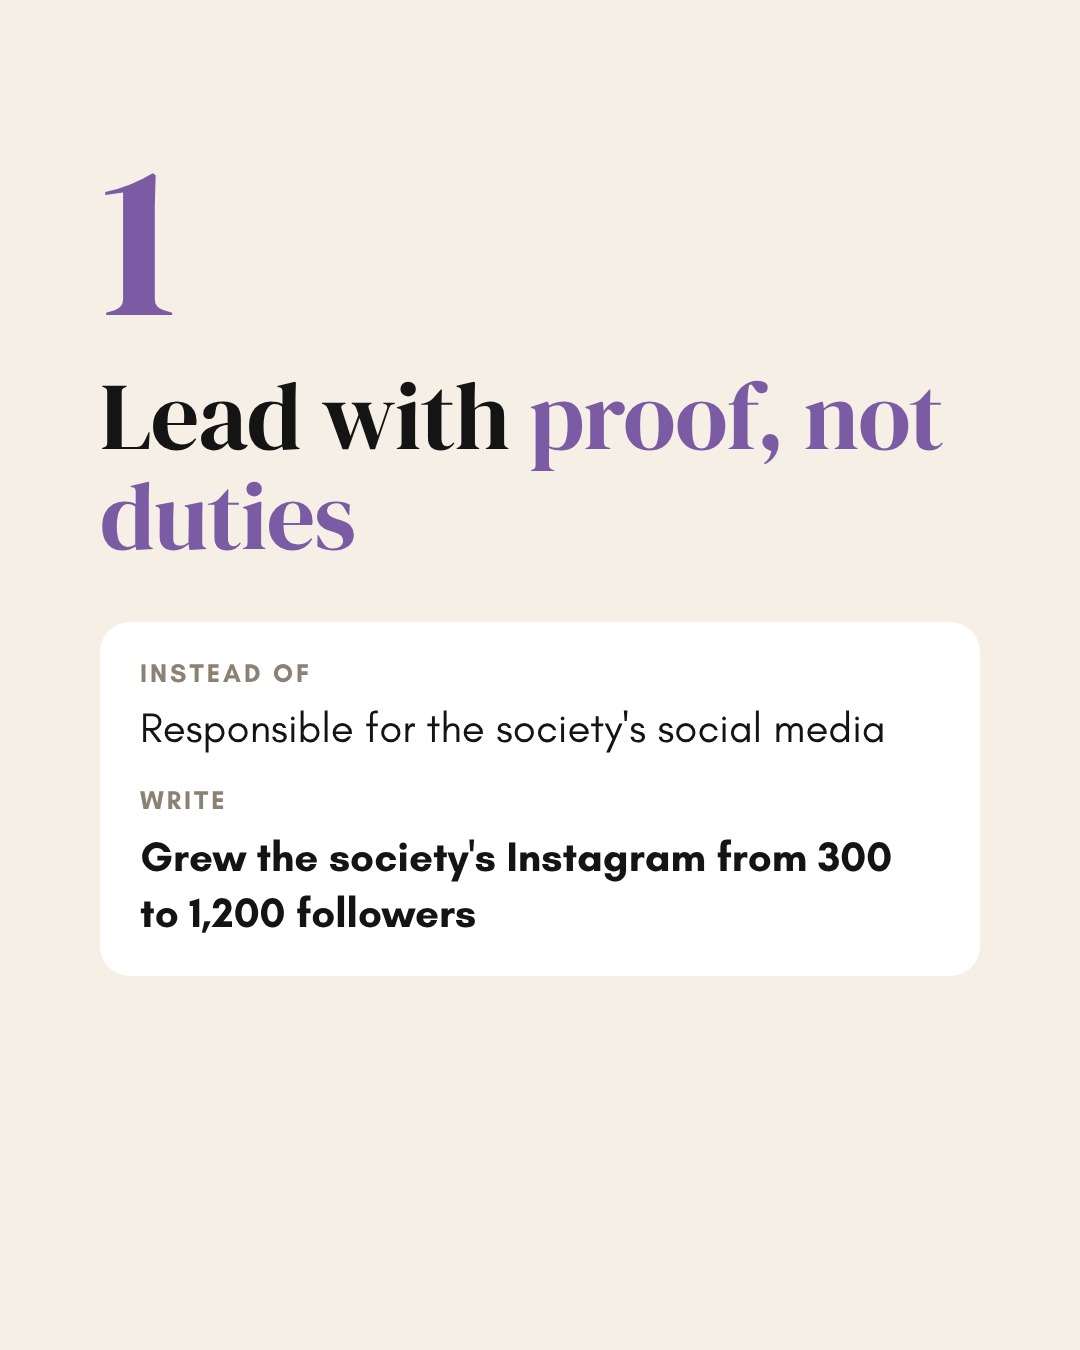 1
Lead with proof, not
duties
INSTEAD OF
Responsible for the society's social media
WRITE
Grew the society's Instagram from 300
to 1,200 followers